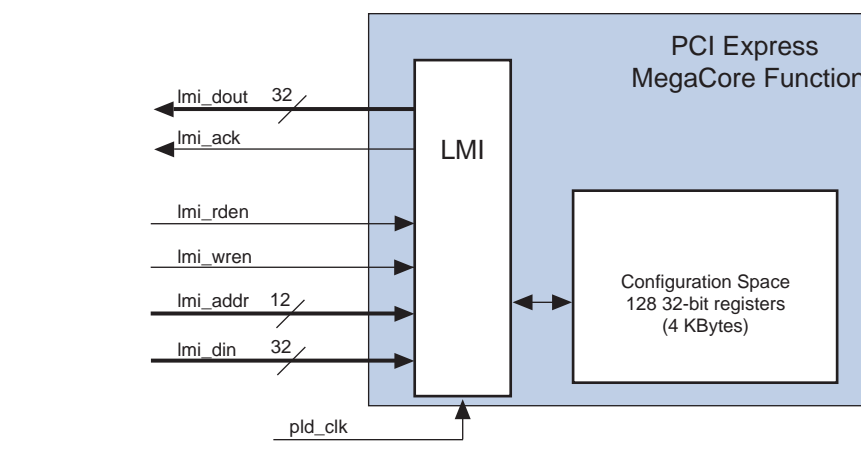 PCI Express
MegaCore Function
lmi_dout 32
lmi_ack
LMI
lmi_rden
lmi_wren
lmi_addr 12
lmi_din 32
Configuration Space
128 32-bit registers
(4 KBytes)
pld_clk